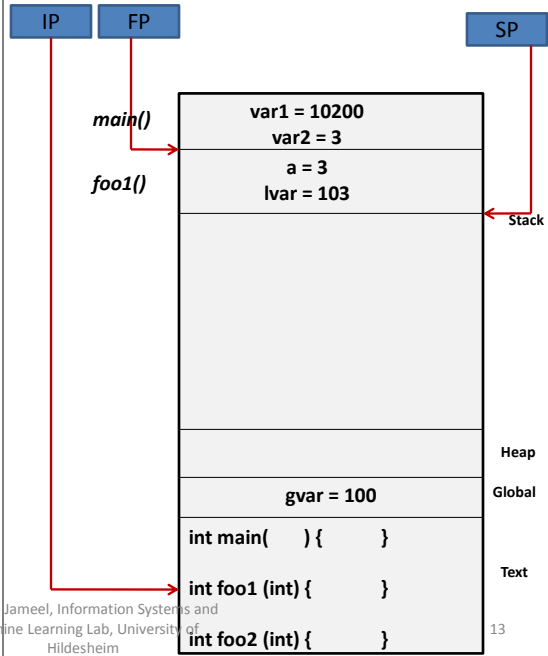 IP
FP
SP
main()
var1 = 10200
var2 = 3
foo1()
a = 3
lvar = 103
Stack
Heap
gvar = 100
Global
int main( ) { }
Text
int foo1 (int) { }
Jameel, Information Systems and
ine Learning Lab, University of
Hildesheim
int foo2 (int) { }
13